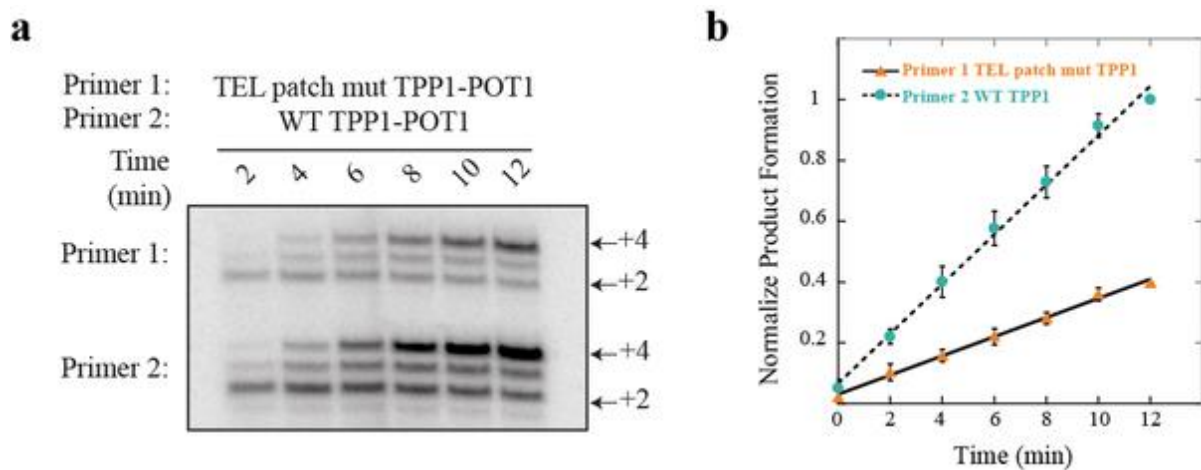 a
Primer 1: TEL patch mut TPP1-POT1
Primer 2: WT TPP1-POT1
Time (min) 2 4 6 8 10 12
Primer 1:
←+4
←+2
Primer 2:
←+4
←+2
b
Primer 1 TEL patch mut TPP1
Primer 2 WT TPP1
Normalize Product Formation
1
0.8
0.6
0.4
0.2
0 2 4 6 8 10 12
Time (min)